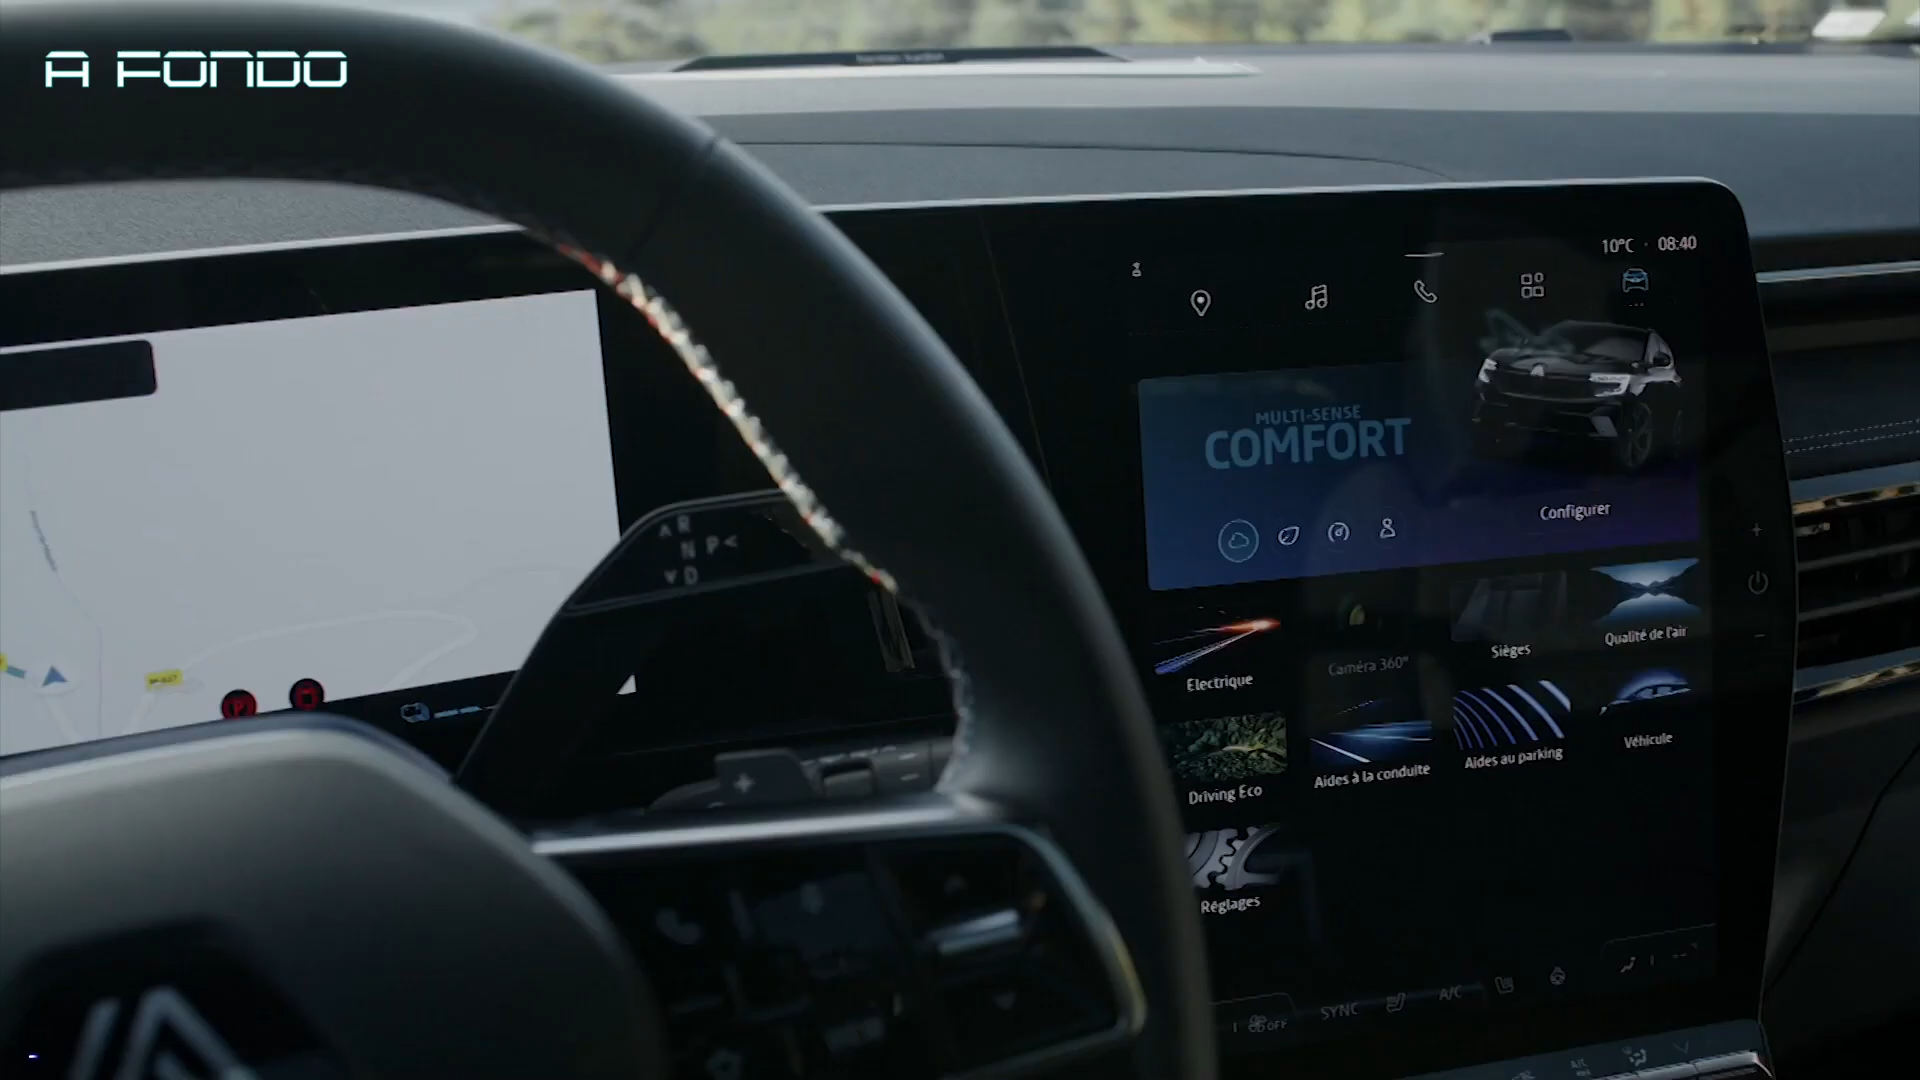 A FONDO
10°C · 08:40
MULTI-SENSE
COMFORT
Configurer
R
N P<
D
Electrique
Caméra 360°
Sièges
Qualité de l'air
Driving Eco
Aides à la conduite
Aides au parking
Véhicule
Réglages
OFF
SYNC
A/C